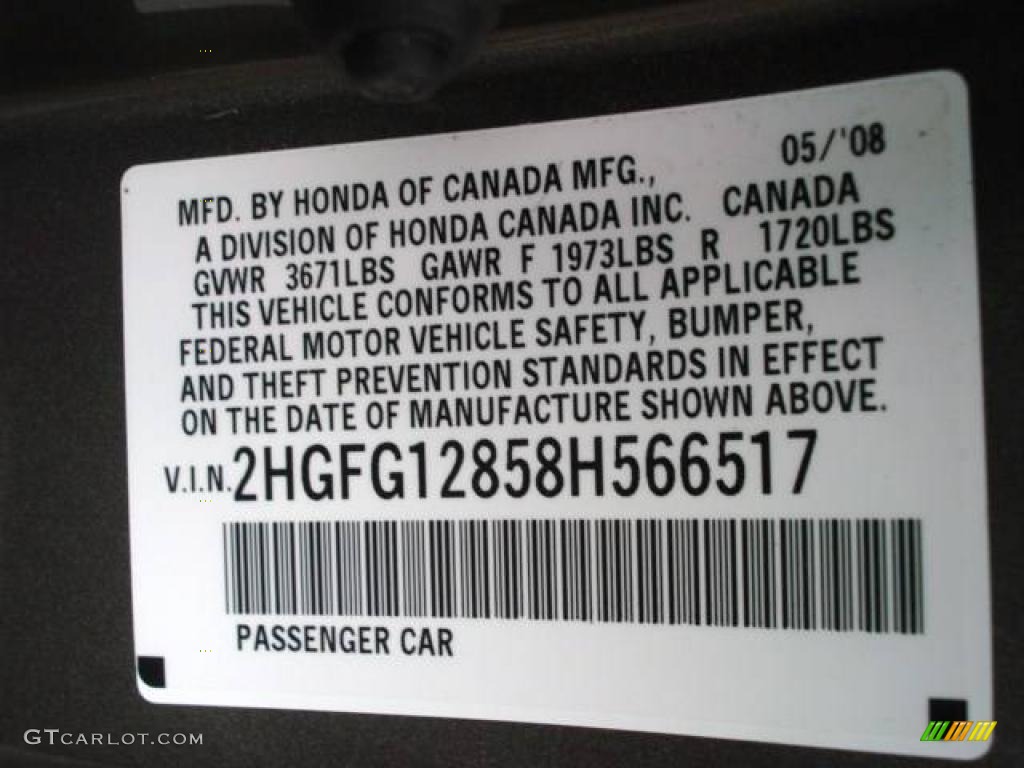 05/'08
MFD. BY HONDA OF CANADA MFG.,
A DIVISION OF HONDA CANADA INC. CANADA
GVWR 3671LBS GAWR F 1973LBS R 1720LBS
THIS VEHICLE CONFORMS TO ALL APPLICABLE
FEDERAL MOTOR VEHICLE SAFETY, BUMPER,
AND THEFT PREVENTION STANDARDS IN EFFECT
ON THE DATE OF MANUFACTURE SHOWN ABOVE.
V.I.N. 2HGFG12858H566517
PASSENGER CAR
GTCARLOT.COM